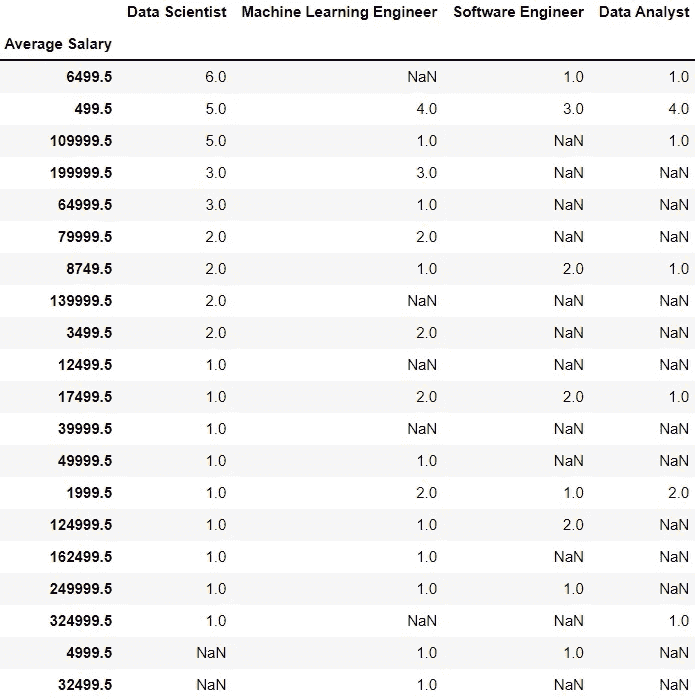 Data Scientist Machine Learning Engineer Software Engineer Data Analyst
Average Salary
6499.5 6.0 NaN 1.0 1.0
499.5 5.0 4.0 3.0 4.0
109999.5 5.0 1.0 NaN 1.0
199999.5 3.0 3.0 NaN NaN
64999.5 3.0 1.0 NaN NaN
79999.5 2.0 2.0 NaN NaN
8749.5 2.0 1.0 2.0 1.0
139999.5 2.0 NaN NaN NaN
3499.5 2.0 2.0 NaN NaN
12499.5 1.0 NaN NaN NaN
17499.5 1.0 2.0 2.0 1.0
39999.5 1.0 NaN NaN NaN
49999.5 1.0 1.0 NaN NaN
1999.5 1.0 2.0 1.0 2.0
124999.5 1.0 1.0 2.0 NaN
162499.5 1.0 1.0 NaN NaN
249999.5 1.0 1.0 1.0 NaN
324999.5 1.0 NaN NaN 1.0
4999.5 NaN 1.0 1.0 NaN
32499.5 NaN 1.0 NaN NaN